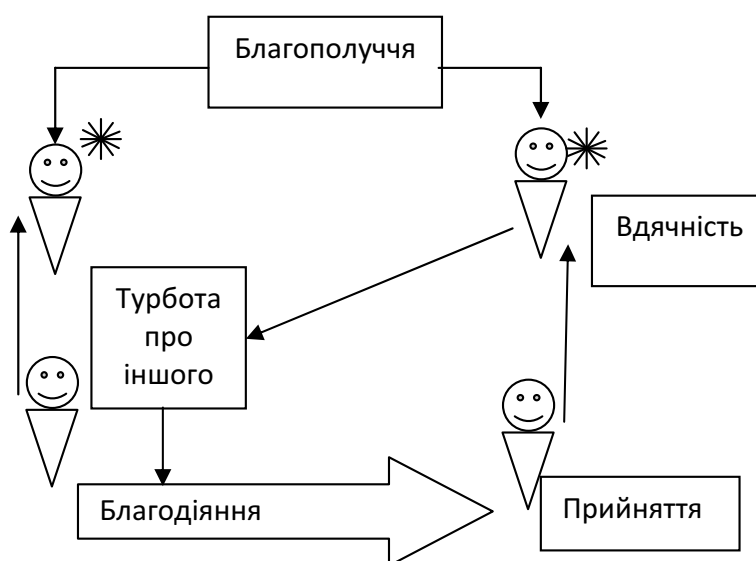 Благополуччя
Вдячність
Турбота
про
іншого
Благодіяння
Прийняття